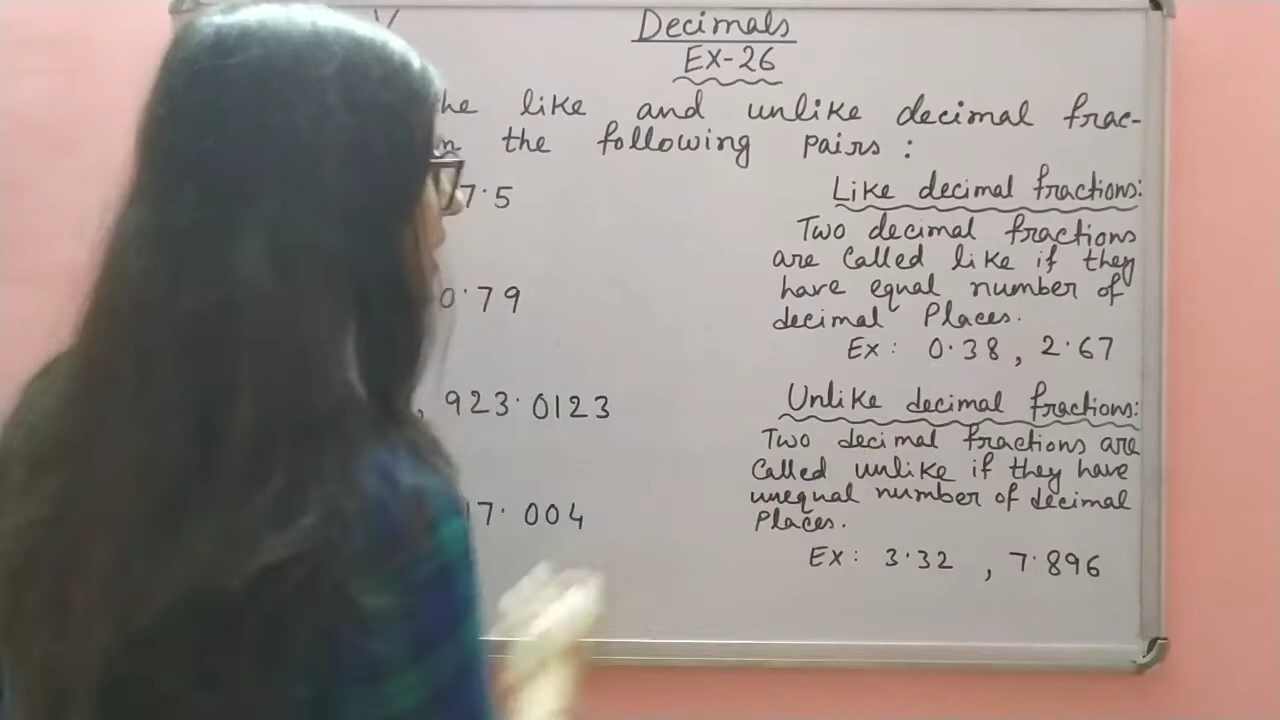 V
Decimals
EX-26
he like and unlike decimal frac-
n the following pairs :
7.5
0.79
, 923.0123
17.004
Like decimal fractions:
Two decimal fractions
are called like if they
have equal number of
decimal Places.
Ex : 0.38 , 2.67
Unlike decimal fractions:
Two decimal fractions are
called unlike if they have
unequal number of decimal
Places.
Ex : 3.32 , 7.896